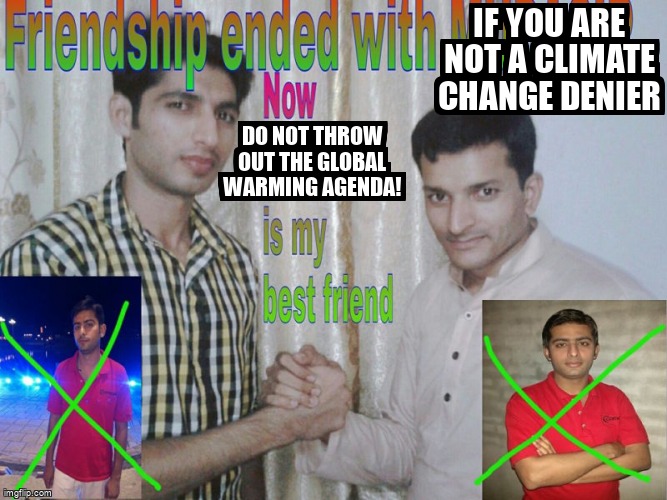 Friendship ended with
IF YOU ARE
NOT A CLIMATE
CHANGE DENIER
Now
DO NOT THROW
OUT THE GLOBAL
WARMING AGENDA!
is my
best friend
imgflip.com